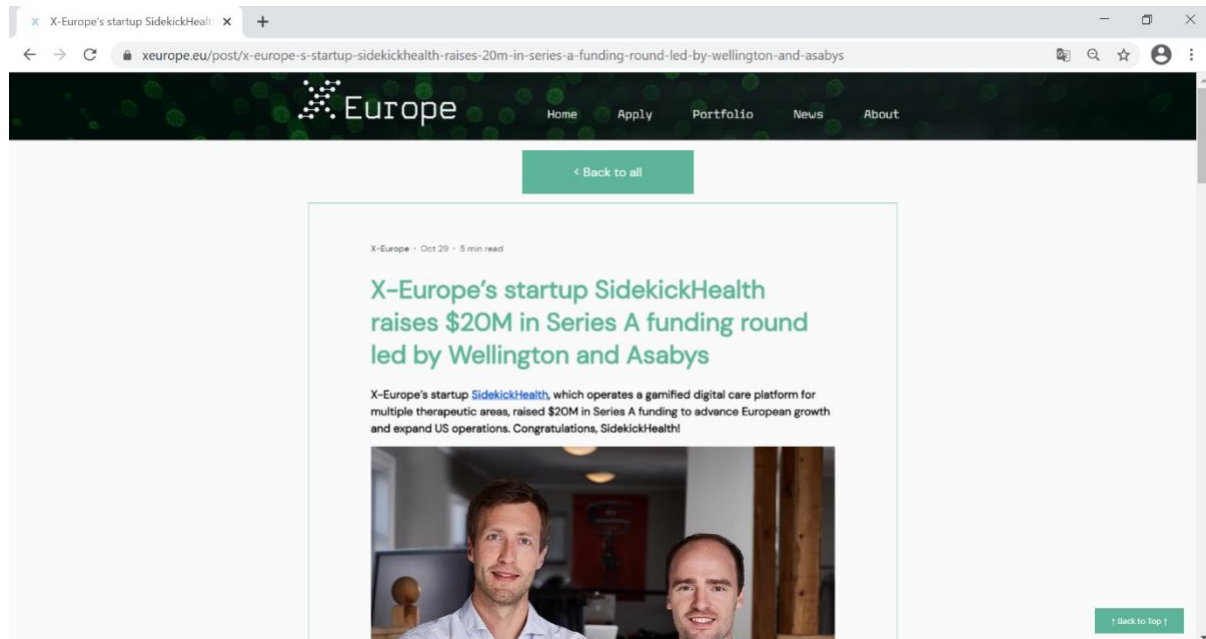 X-Europe's startup SidekickHealt
xeurope.eu/post/x-europe-s-startup-sidekickhealth-raises-20m-in-series-a-funding-round-led-by-wellington-and-asabys
X Europe
Home Apply Portfolio News About
< Back to all
X-Europe · Oct 29 · 5 min read
X-Europe's startup SidekickHealth
raises $20M in Series A funding round
led by Wellington and Asabys
X-Europe's startup SidekickHealth, which operates a gamified digital care platform for
multiple therapeutic areas, raised $20M in Series A funding to advance European growth
and expand US operations. Congratulations, SidekickHealth!
↑ Back to Top ↑